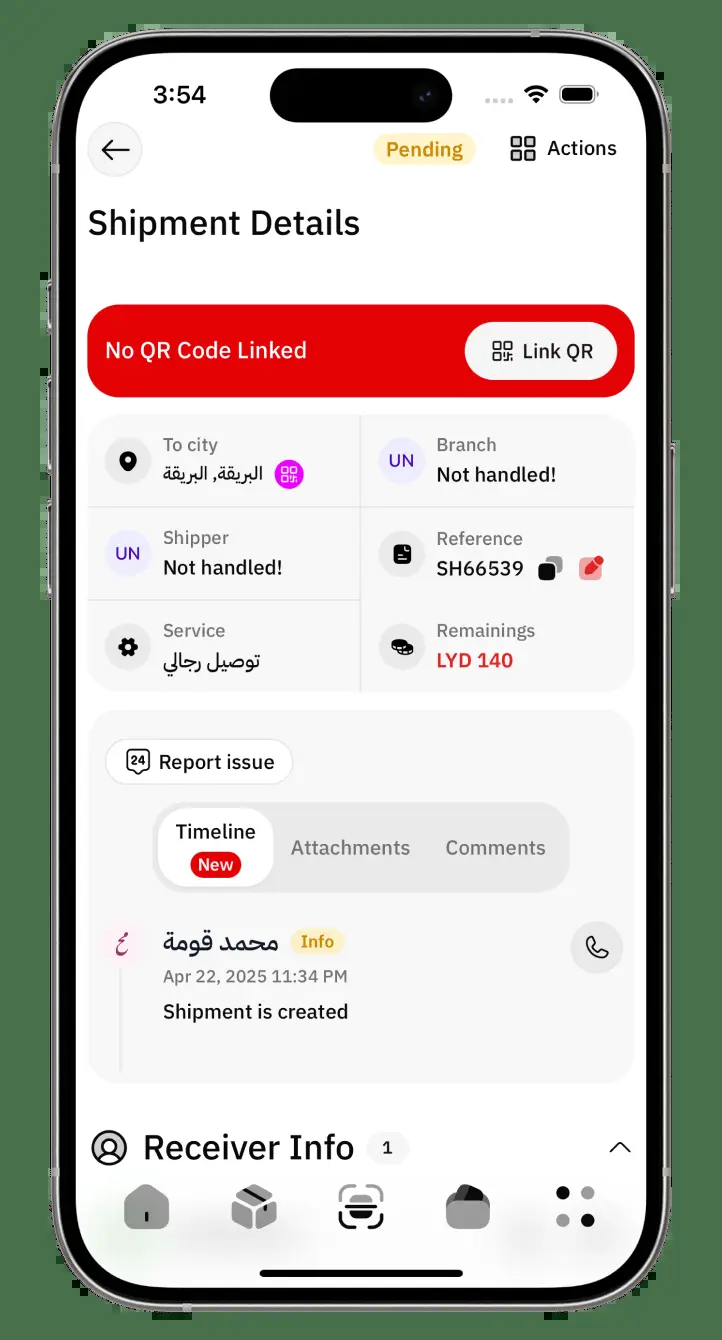 3:54
Pending
Actions
Shipment Details
No QR Code Linked
Link QR
To city
البريقة, البريقة
UN
Branch
Not handled!
UN
Shipper
Not handled!
Reference
SH66539
Service
توصيل رجالي
Remainings
LYD 140
24
Report issue
Timeline
New
Attachments
Comments
مح
محمد قومة
Info
Apr 22, 2025 11:34 PM
Shipment is created
Receiver Info
1